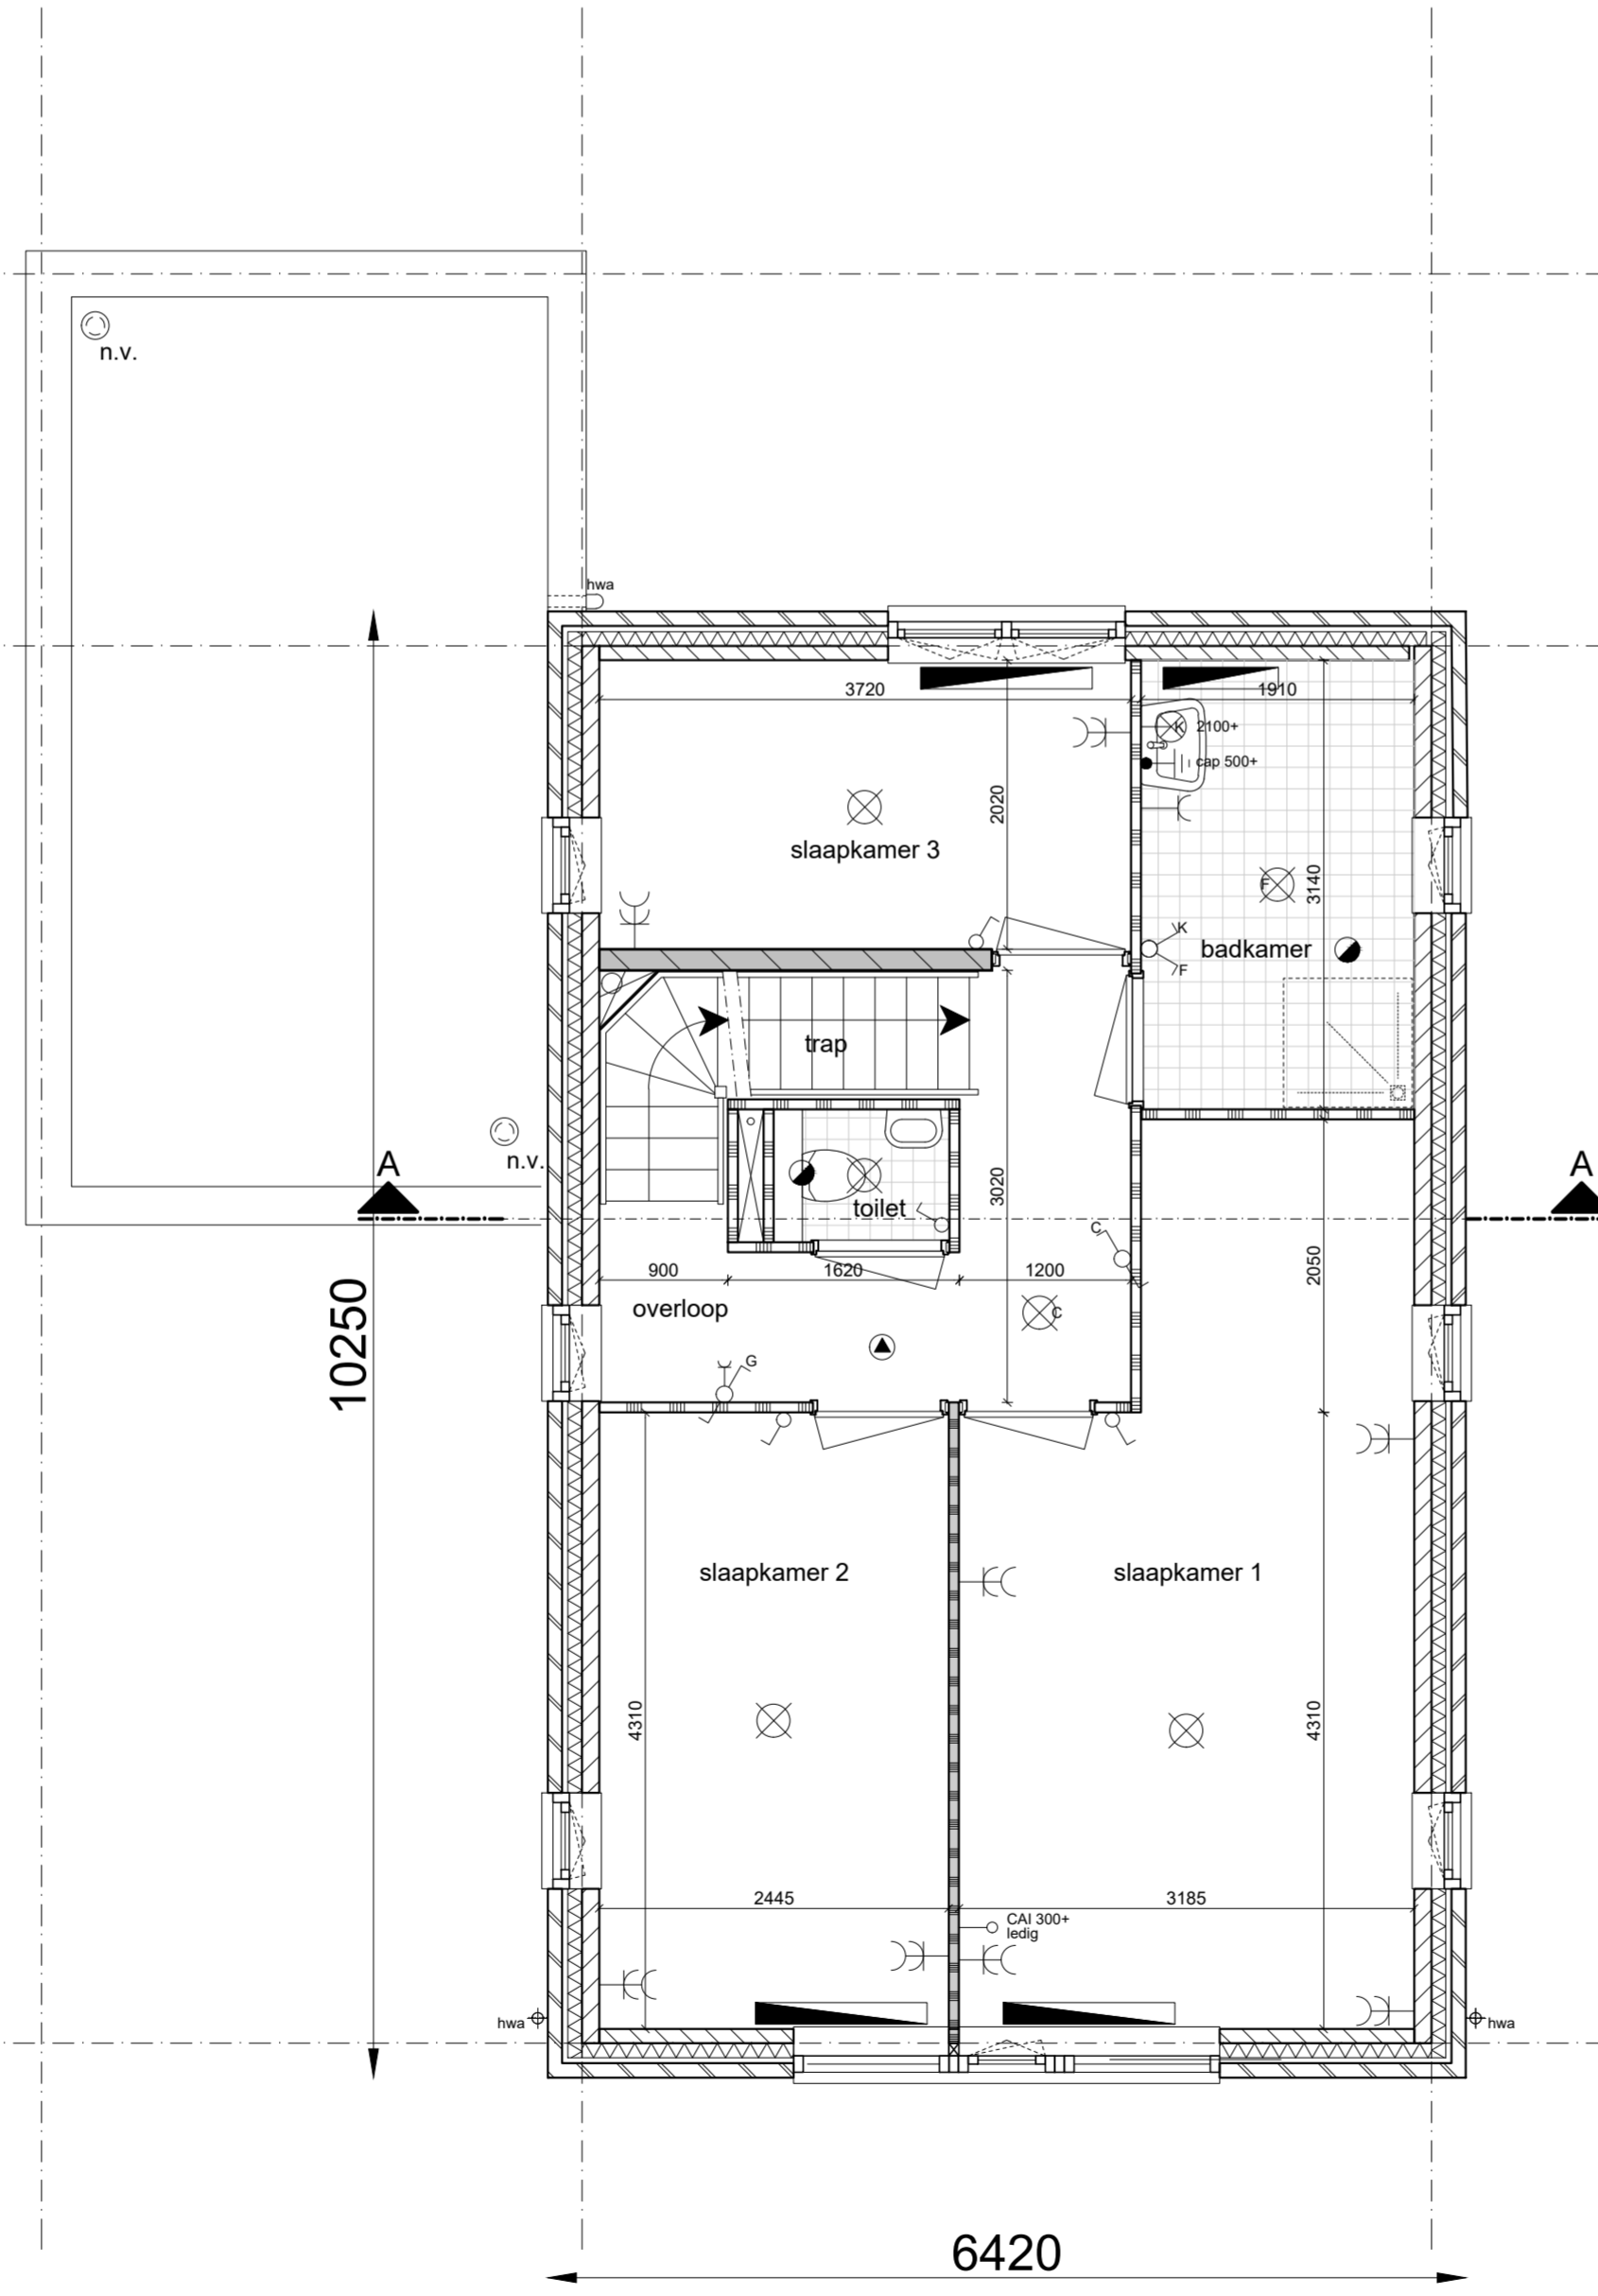 n.v.
hwa
3720
1910
K
2100+
cap 500+
2020
slaapkamer 3
F
3140
K
badkamer
F
trap
n.v.
A
A
toilet
3020
C
2050
900
1620
1200
overloop
C
10250
G
slaapkamer 2
slaapkamer 1
4310
4310
2445
3185
CAI 300+
ledig
hwa
hwa
6420